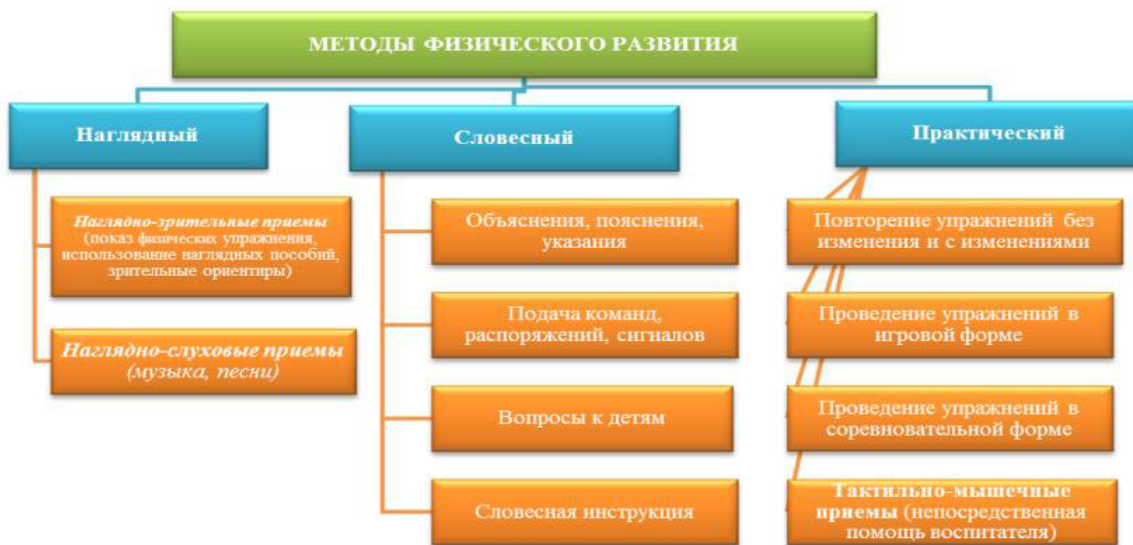 МЕТОДЫ ФИЗИЧЕСКОГО РАЗВИТИЯ
Наглядный
Наглядно-зрительные приемы
(показ физических упражнения,
использование наглядных пособий,
зрительные ориентиры)
Наглядно-слуховые приемы
(музыка, песни)
Словесный
Объяснения, пояснения,
указания
Подача команд,
распоряжений, сигналов
Вопросы к детям
Словесная инструкция
Практический
Повторение упражнений без
изменения и с изменениями
Проведение упражнений в
игровой форме
Проведение упражнений в
соревновательной форме
Тактильно-мышечные
приемы (непосредственная
помощь воспитателя)